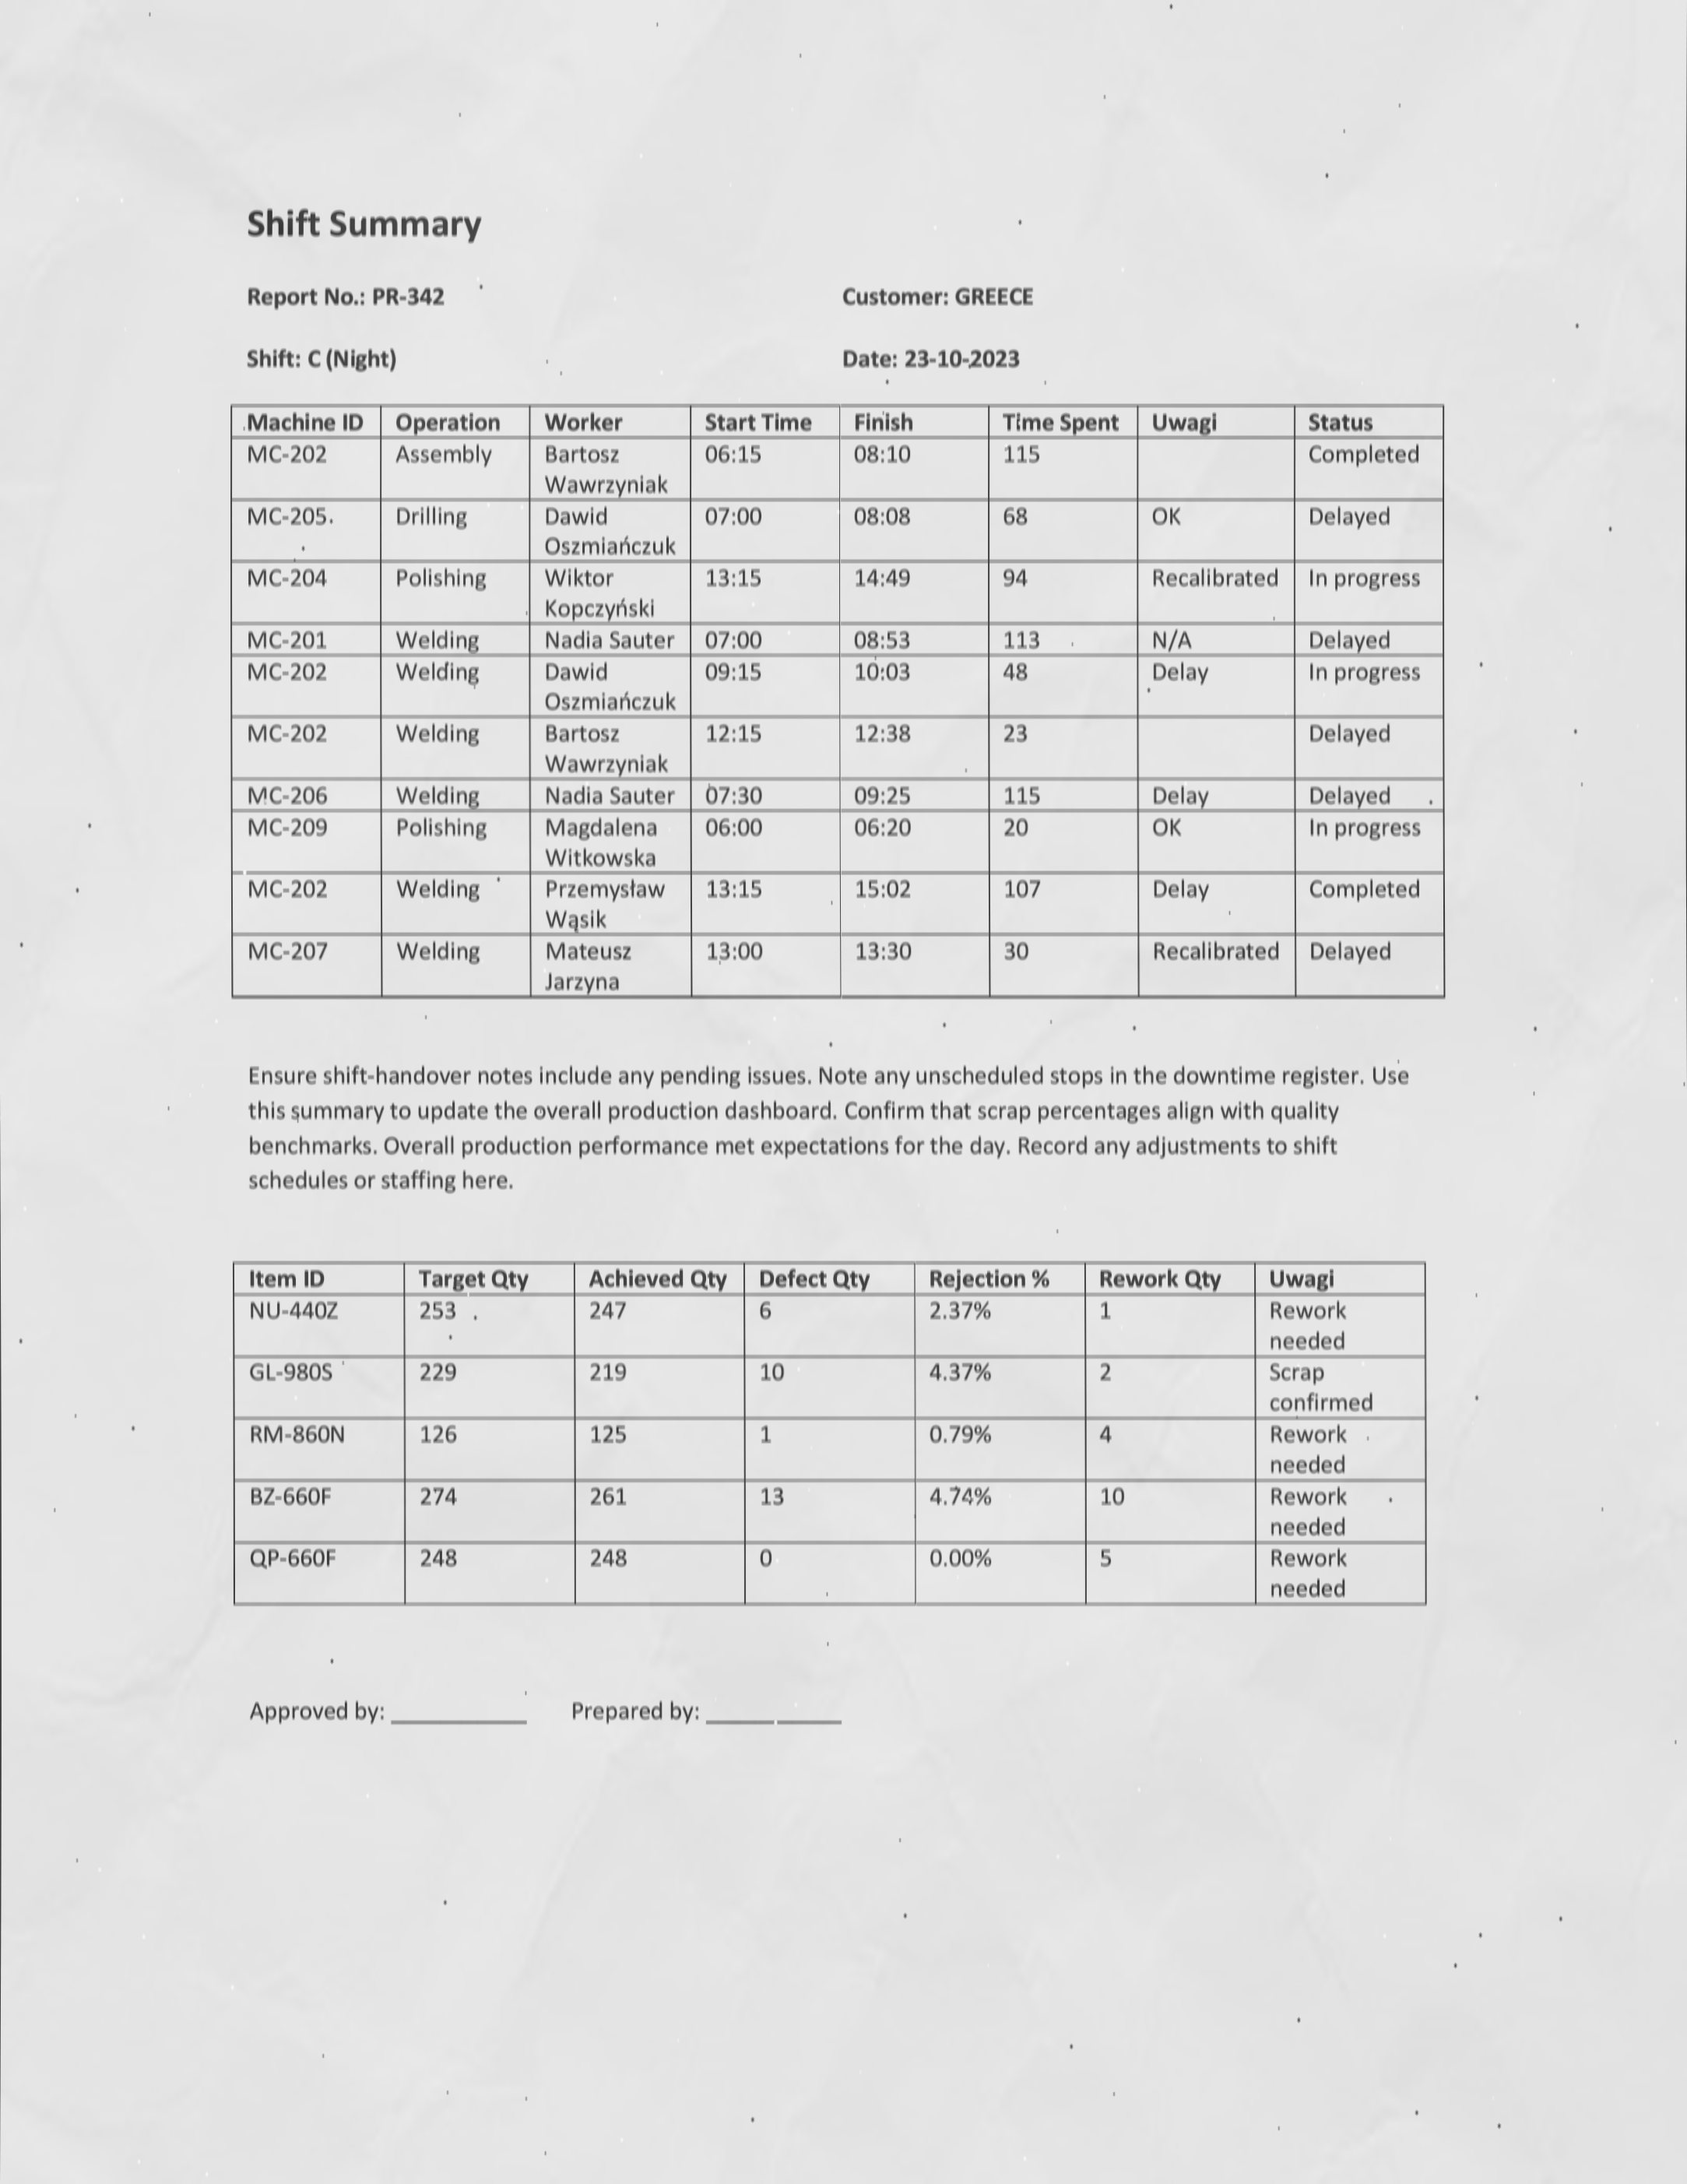 Shift Summary
Report No.: PR-342 Customer: GREECE
Shift: C (Night) Date: 23-10-2023
Machine ID Operation Worker Start Time Finish Time Spent Uwagi Status
MC-202 Assembly Bartosz Wawrzyniak 06:15 08:10 115 Completed
MC-205 Drilling Dawid Oszmiańczuk 07:00 08:08 68 OK Delayed
MC-204 Polishing Wiktor Kopczyński 13:15 14:49 94 Recalibrated In progress
MC-201 Welding Nadia Sauter 07:00 08:53 113 N/A Delayed
MC-202 Welding Dawid Oszmiańczuk 09:15 10:03 48 Delay In progress
MC-202 Welding Bartosz Wawrzyniak 12:15 12:38 23 Delayed
MC-206 Welding Nadia Sauter 07:30 09:25 115 Delay Delayed
MC-209 Polishing Magdalena Witkowska 06:00 06:20 20 OK In progress
MC-202 Welding Przemysław Wąsik 13:15 15:02 107 Delay Completed
MC-207 Welding Mateusz Jarzyna 13:00 13:30 30 Recalibrated Delayed
Ensure shift-handover notes include any pending issues. Note any unscheduled stops in the downtime register. Use
this summary to update the overall production dashboard. Confirm that scrap percentages align with quality
benchmarks. Overall production performance met expectations for the day. Record any adjustments to shift
schedules or staffing here.
Item ID Target Qty Achieved Qty Defect Qty Rejection % Rework Qty Uwagi
NU-440Z 253 247 6 2.37% 1 Rework needed
GL-980S 229 219 10 4.37% 2 Scrap confirmed
RM-860N 126 125 1 0.79% 4 Rework needed
BZ-660F 274 261 13 4.74% 10 Rework needed
QP-660F 248 248 0 0.00% 5 Rework needed
Approved by: __________ Prepared by: __________